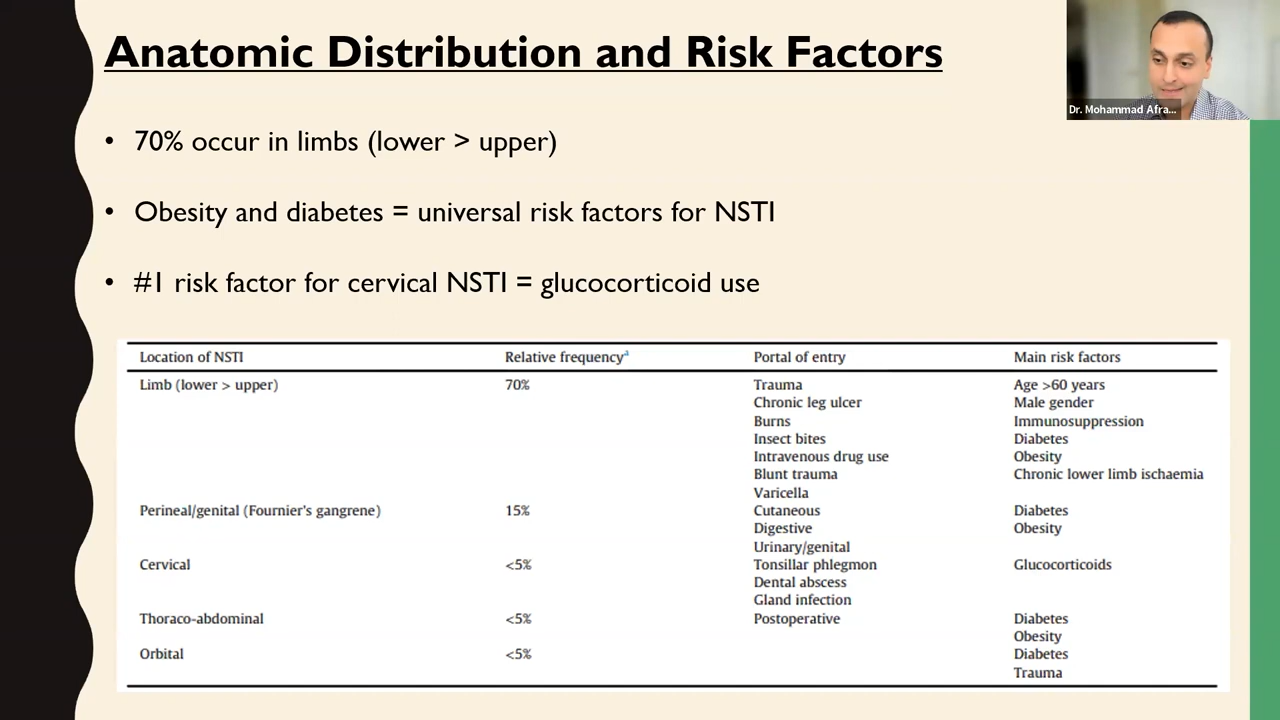 Anatomic Distribution and Risk Factors
Dr. Mohammad Afra...
• 70% occur in limbs (lower > upper)
• Obesity and diabetes = universal risk factors for NSTI
• #1 risk factor for cervical NSTI = glucocorticoid use
Location of NSTI Relative frequencyᵃ Portal of entry Main risk factors
Limb (lower > upper) 70% Trauma Age >60 years
Chronic leg ulcer Male gender
Burns Immunosuppression
Insect bites Diabetes
Intravenous drug use Obesity
Blunt trauma Chronic lower limb ischaemia
Varicella
Perineal/genital (Fournier's gangrene) 15% Cutaneous Diabetes
Digestive Obesity
Urinary/genital
Cervical <5% Tonsillar phlegmon Glucocorticoids
Dental abscess
Gland infection
Thoraco-abdominal <5% Postoperative Diabetes
Obesity
Orbital <5% Diabetes
Trauma